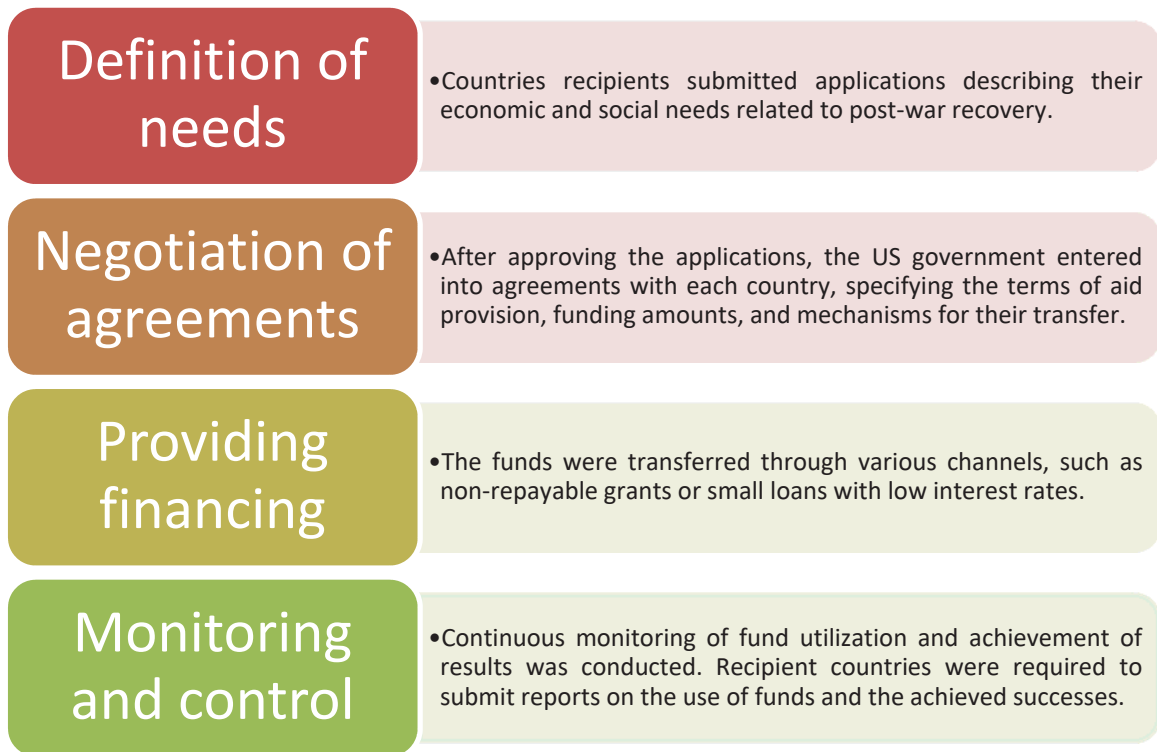 Definition of
needs
•Countries recipients submitted applications describing their
economic and social needs related to post-war recovery.
Negotiation of
agreements
•After approving the applications, the US government entered
into agreements with each country, specifying the terms of aid
provision, funding amounts, and mechanisms for their transfer.
Providing
financing
•The funds were transferred through various channels, such as
non-repayable grants or small loans with low interest rates.
Monitoring
and control
•Continuous monitoring of fund utilization and achievement of
results was conducted. Recipient countries were required to
submit reports on the use of funds and the achieved successes.